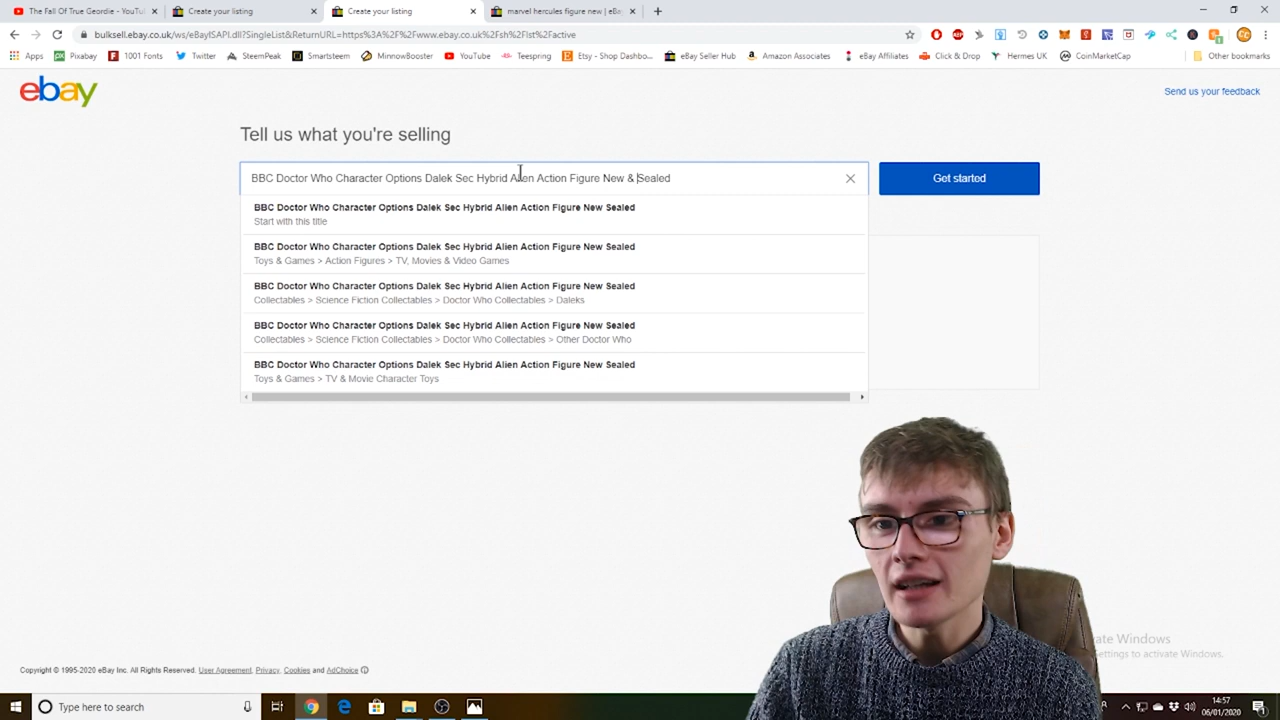 The Fall Of True Geordie - YouTu
Create your listing
Create your listing
marvel hercules figure new | eBa
bulksell.ebay.co.uk/ws/eBayISAPI.dll?SingleList&ReturnURL=https%3A%2F%2Fwww.ebay.co.uk%2Fsh%2Flst%2Factive
Apps
Pixabay
1001 Fonts
Twitter
SteemPeak
Smartsteem
MinnowBooster
YouTube
Teespring
Etsy - Shop Dashbo...
eBay Seller Hub
Amazon Associates
eBay Affiliates
Click & Drop
Hermes UK
CoinMarketCap
Other bookmarks
ebay
Send us your feedback
Tell us what you're selling
BBC Doctor Who Character Options Dalek Sec Hybrid Alien Action Figure New & Sealed
Get started
BBC Doctor Who Character Options Dalek Sec Hybrid Alien Action Figure New Sealed
Start with this title
BBC Doctor Who Character Options Dalek Sec Hybrid Alien Action Figure New Sealed
Toys & Games > Action Figures > TV, Movies & Video Games
BBC Doctor Who Character Options Dalek Sec Hybrid Alien Action Figure New Sealed
Collectables > Science Fiction Collectables > Doctor Who Collectables > Daleks
BBC Doctor Who Character Options Dalek Sec Hybrid Alien Action Figure New Sealed
Collectables > Science Fiction Collectables > Doctor Who Collectables > Other Doctor Who
BBC Doctor Who Character Options Dalek Sec Hybrid Alien Action Figure New Sealed
Toys & Games > TV & Movie Character Toys
ate Windows
Settings to activate Windows.
Copyright © 1995-2020 eBay Inc. All Rights Reserved. User Agreement, Privacy, Cookies and AdChoice
Type here to search
14:57
06/01/2020